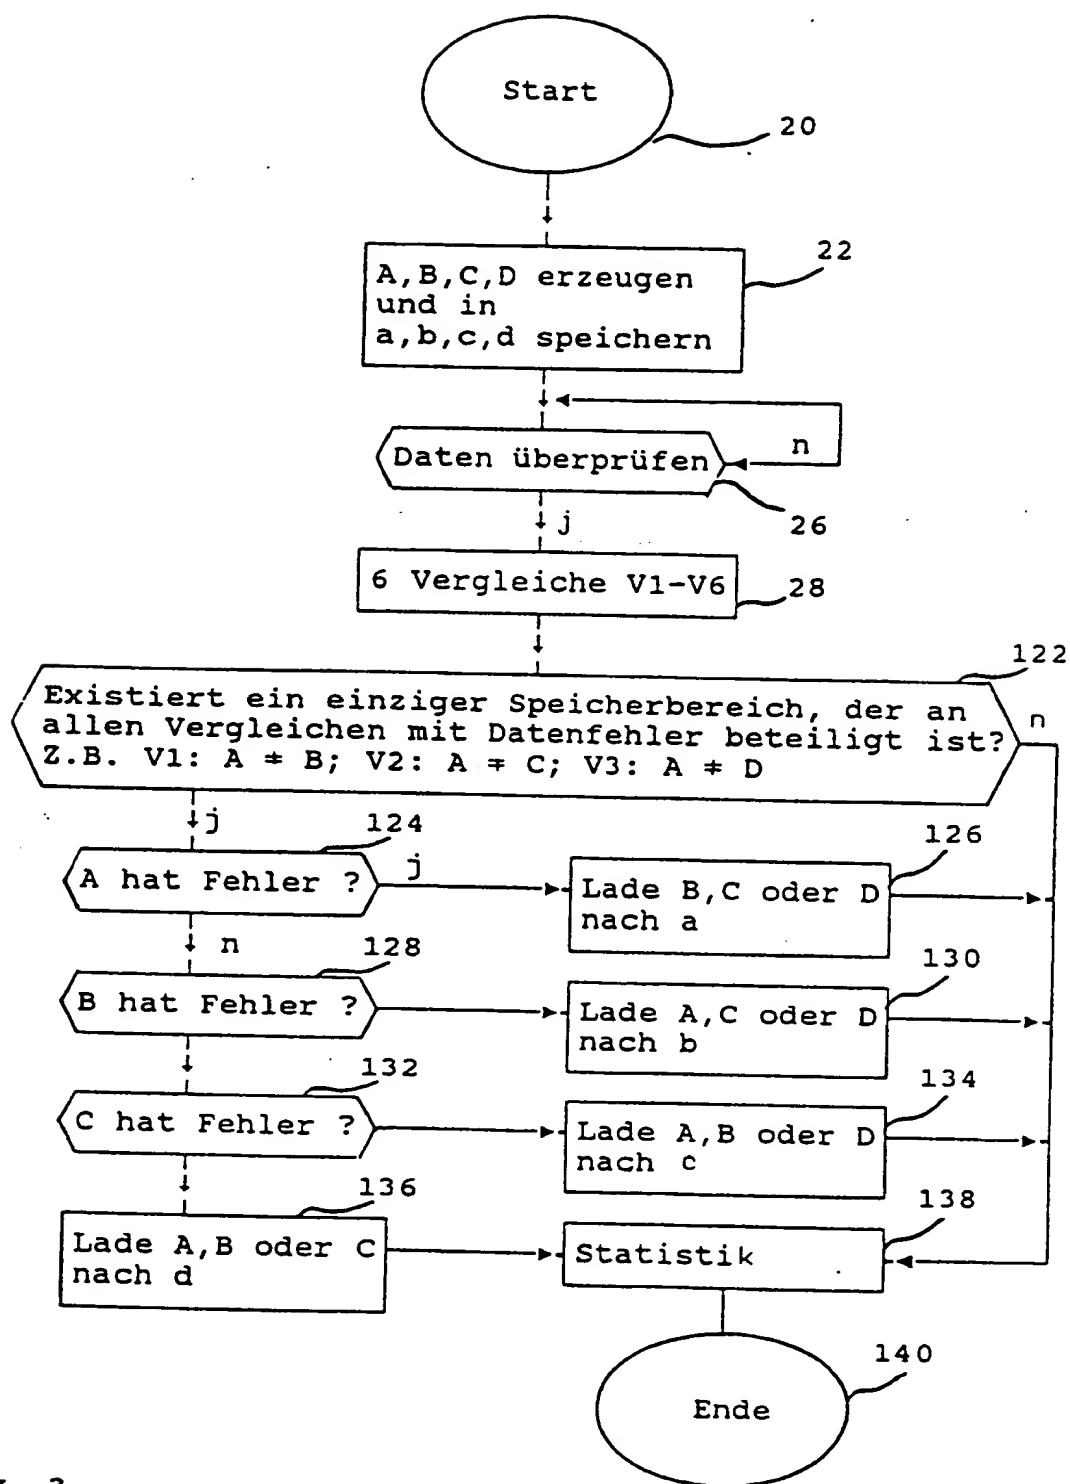 Start
20
22
A,B,C,D erzeugen
und in
a,b,c,d speichern
n
Daten überprüfen
26
j
6 Vergleiche V1-V6
28
122
Existiert ein einziger Speicherbereich, der an
allen Vergleichen mit Datenfehler beteiligt ist?
Z.B. V1: A ≠ B; V2: A ≠ C; V3: A ≠ D
n
j
124
A hat Fehler ?
j
126
Lade B,C oder D
nach a
n
128
B hat Fehler ?
130
Lade A,C oder D
nach b
132
C hat Fehler ?
134
Lade A,B oder D
nach c
136
Lade A,B oder C
nach d
138
Statistik
140
Ende